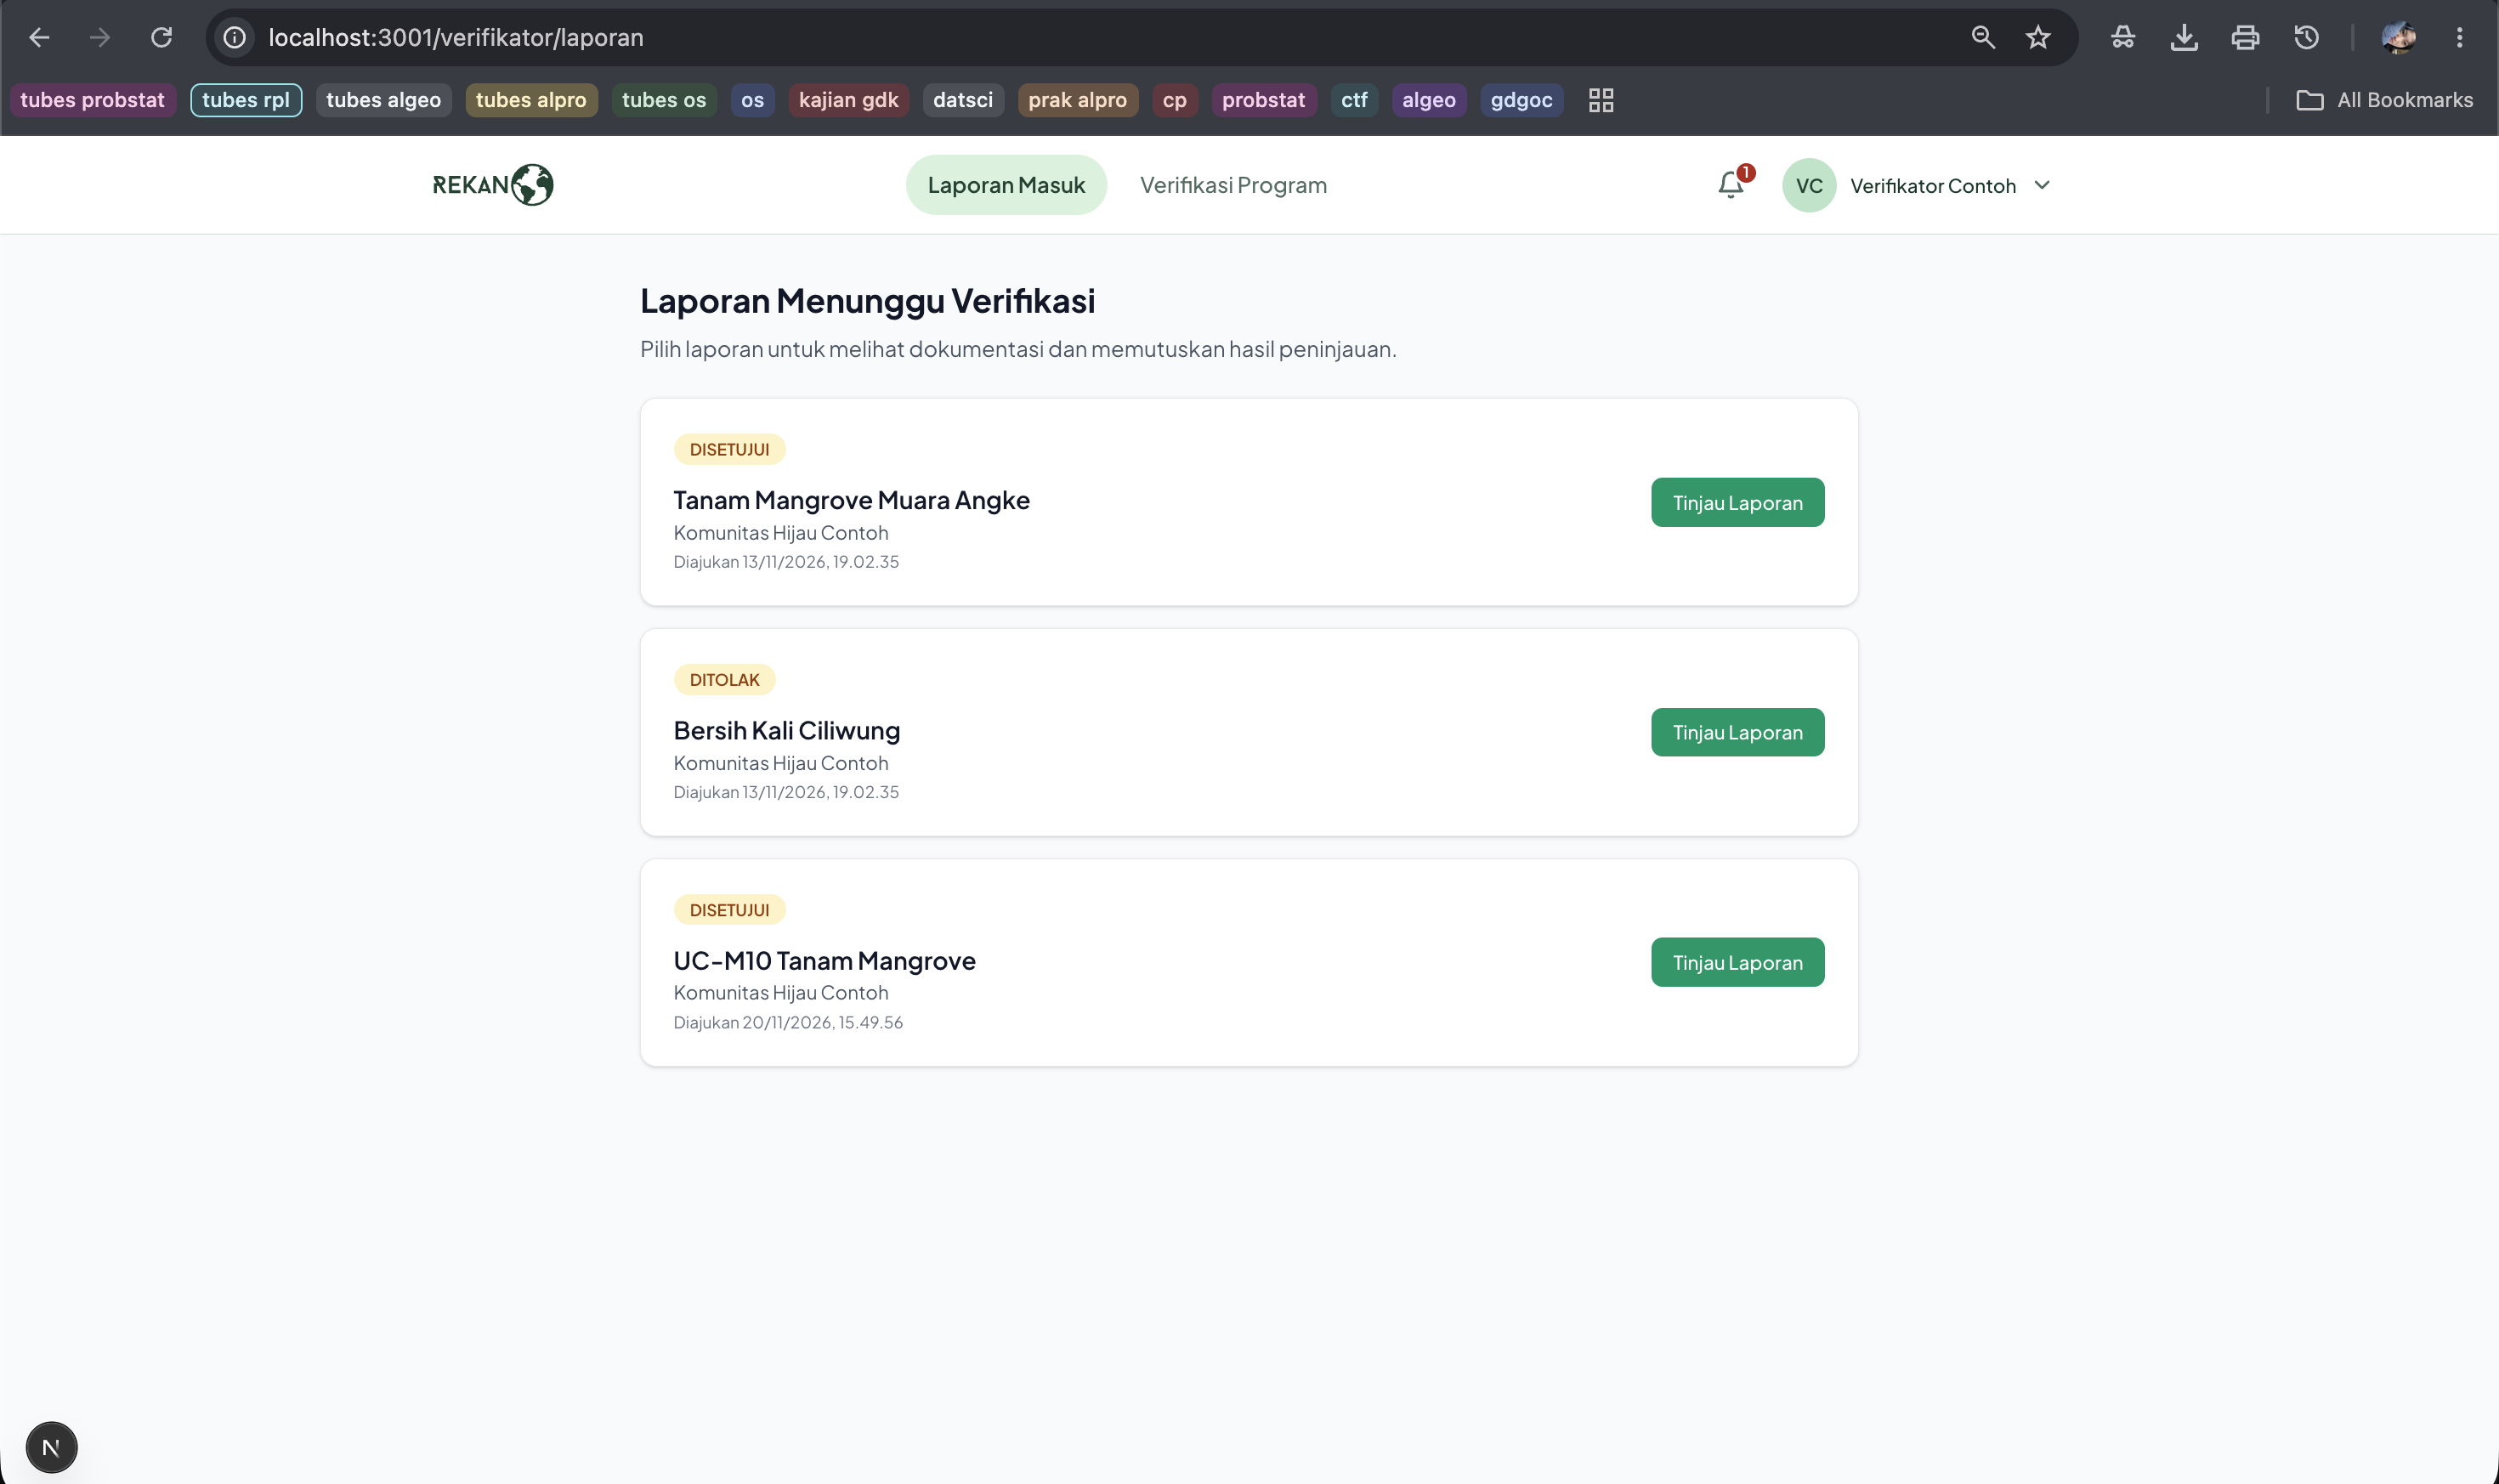 localhost:3001/verifikator/laporan
tubes probstat tubes rpl tubes algeo tubes alpro tubes os os kajian gdk datsci prak alpro cp probstat ctf algeo gdgoc All Bookmarks
REKAN Laporan Masuk Verifikasi Program 1 VC Verifikator Contoh
Laporan Menunggu Verifikasi
Pilih laporan untuk melihat dokumentasi dan memutuskan hasil peninjauan.
DISETUJUI
Tanam Mangrove Muara Angke
Komunitas Hijau Contoh
Diajukan 13/11/2026, 19.02.35
Tinjau Laporan
DITOLAK
Bersih Kali Ciliwung
Komunitas Hijau Contoh
Diajukan 13/11/2026, 19.02.35
Tinjau Laporan
DISETUJUI
UC-M10 Tanam Mangrove
Komunitas Hijau Contoh
Diajukan 20/11/2026, 15.49.56
Tinjau Laporan
N